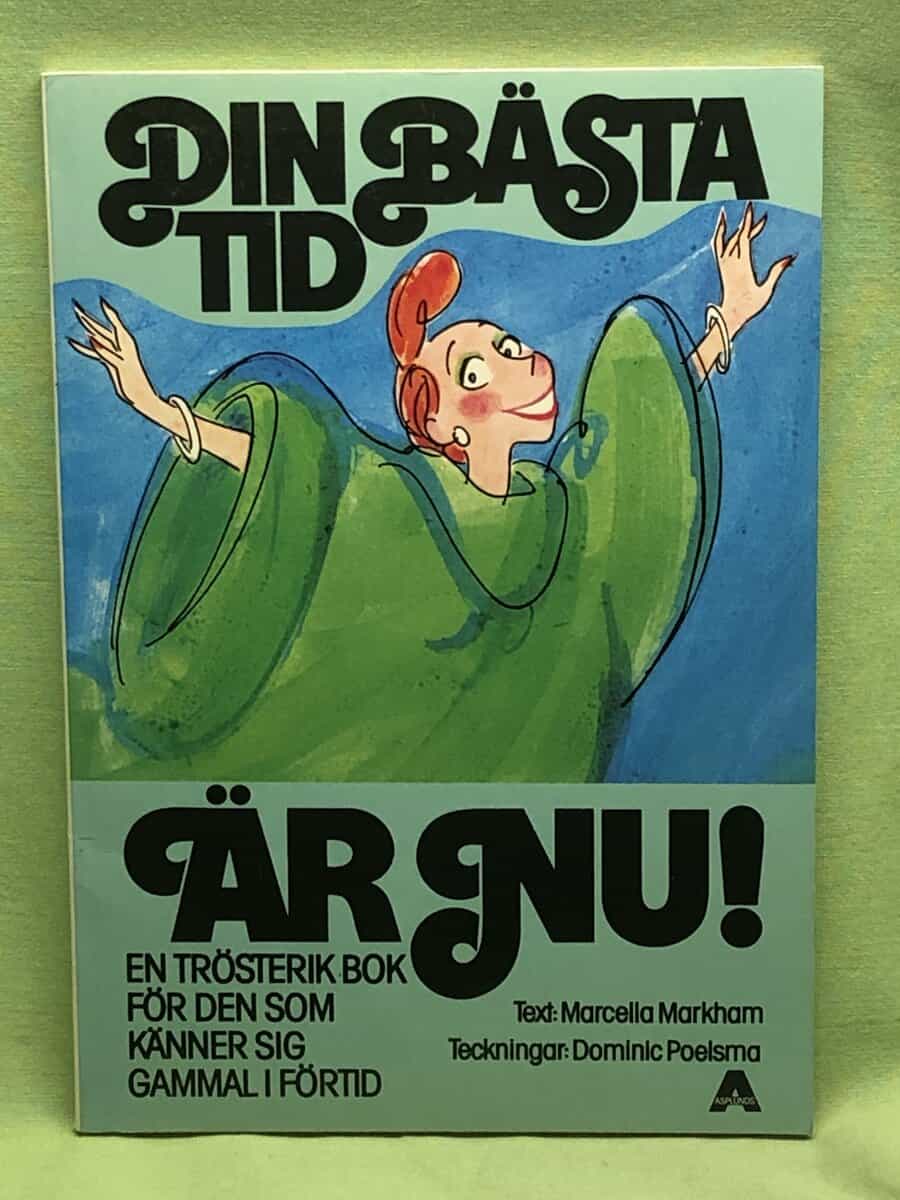 DIN BÄSTA
TID
ÄR NU!
EN TRÖSTERIK BOK
FÖR DEN SOM
KÄNNER SIG
GAMMAL I FÖRTID
Text: Marcella Markham
Teckningar: Dominic Poelsma
ASPLUNDS